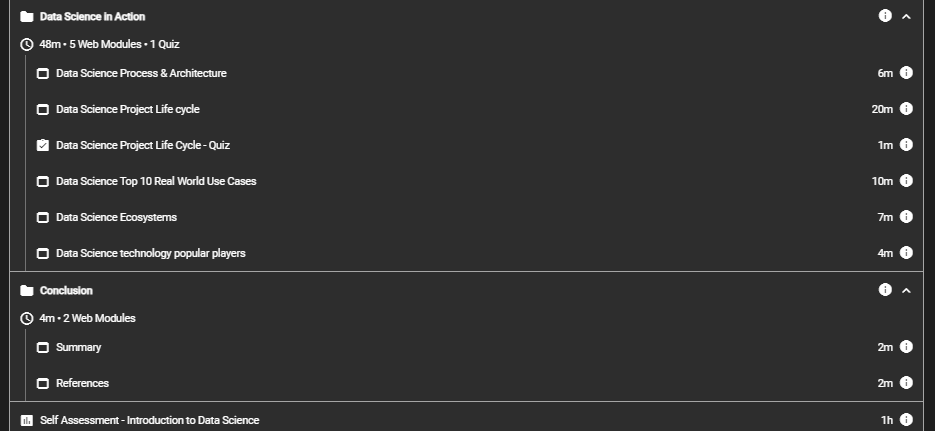 Data Science in Action
48m • 5 Web Modules • 1 Quiz
Data Science Process & Architecture 6m
Data Science Project Life cycle 20m
Data Science Project Life Cycle - Quiz 1m
Data Science Top 10 Real World Use Cases 10m
Data Science Ecosystems 7m
Data Science technology popular players 4m
Conclusion
4m • 2 Web Modules
Summary 2m
References 2m
Self Assessment - Introduction to Data Science 1h